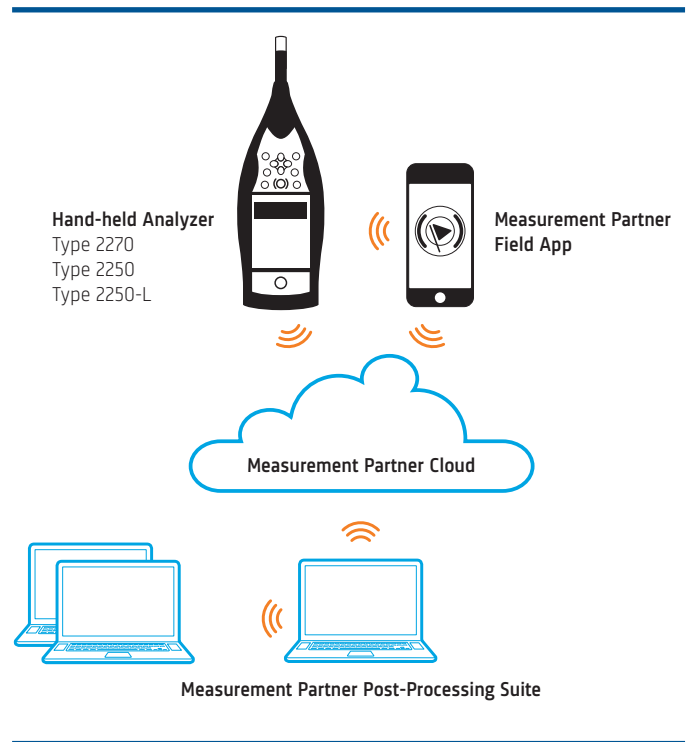 Hand-held Analyzer
Type 2270
Type 2250
Type 2250-L
Measurement Partner
Field App
Measurement Partner Cloud
Measurement Partner Post-Processing Suite